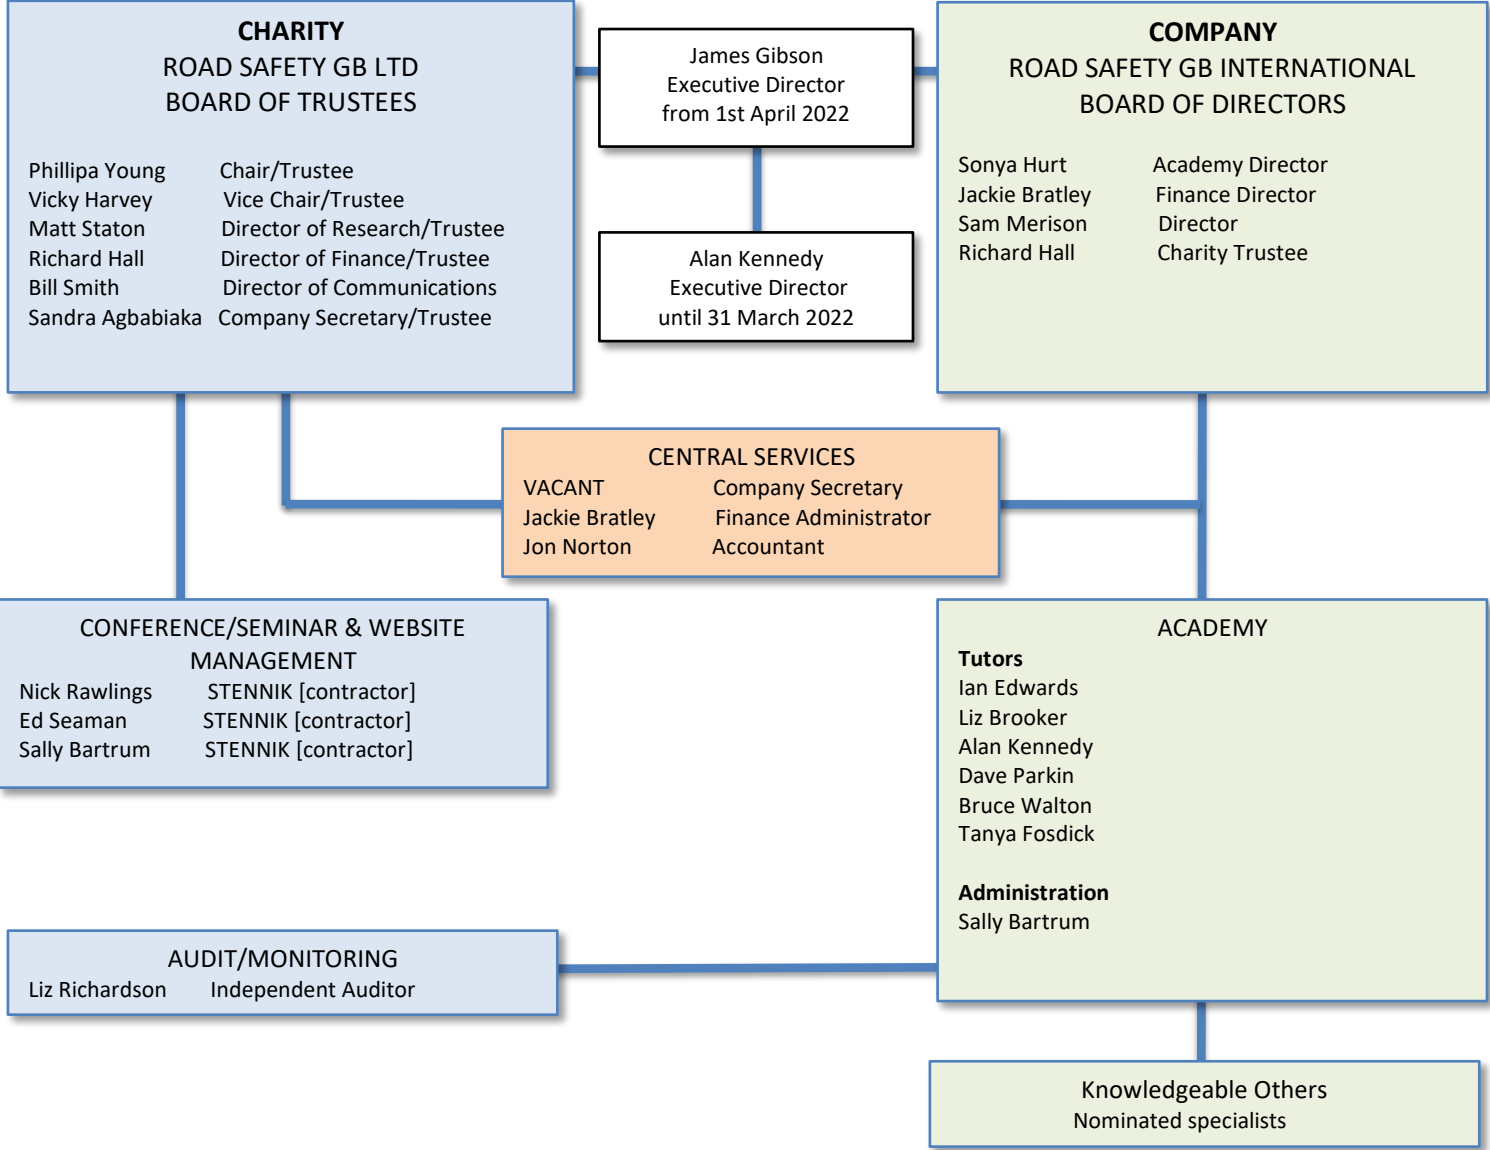 CHARITY
ROAD SAFETY GB LTD
BOARD OF TRUSTEES
Phillipa Young Chair/Trustee
Vicky Harvey Vice Chair/Trustee
Matt Staton Director of Research/Trustee
Richard Hall Director of Finance/Trustee
Bill Smith Director of Communications
Sandra Agbabiaka Company Secretary/Trustee
James Gibson
Executive Director
from 1st April 2022
Alan Kennedy
Executive Director
until 31 March 2022
COMPANY
ROAD SAFETY GB INTERNATIONAL
BOARD OF DIRECTORS
Sonya Hurt Academy Director
Jackie Bratley Finance Director
Sam Merison Director
Richard Hall Charity Trustee
CENTRAL SERVICES
VACANT Company Secretary
Jackie Bratley Finance Administrator
Jon Norton Accountant
CONFERENCE/SEMINAR & WEBSITE
MANAGEMENT
Nick Rawlings STENNIK [contractor]
Ed Seaman STENNIK [contractor]
Sally Bartrum STENNIK [contractor]
ACADEMY
Tutors
Ian Edwards
Liz Brooker
Alan Kennedy
Dave Parkin
Bruce Walton
Tanya Fosdick
Administration
Sally Bartrum
AUDIT/MONITORING
Liz Richardson Independent Auditor
Knowledgeable Others
Nominated specialists